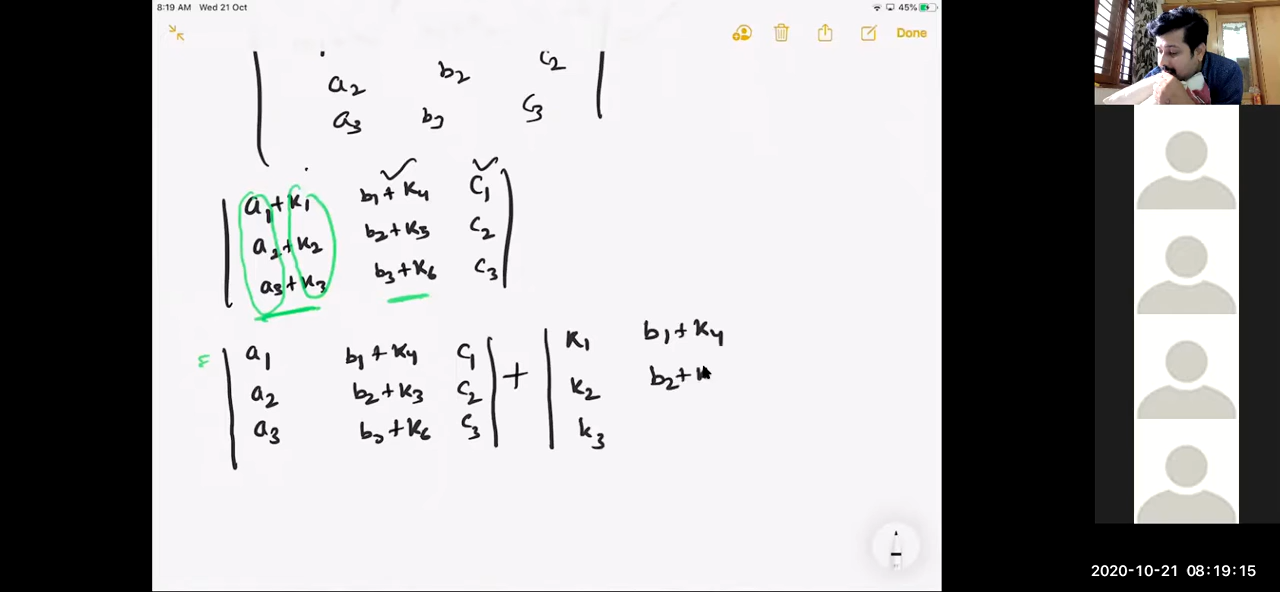 8:19 AM Wed 21 Oct
45%
Done
a2 b2 c2
a3 b3 c3
a1+k1 b1+k4 c1
a2+k2 b2+k3 c2
a3+k3 b3+k6 c3
a1 b1+k4 c1 + k1 b1+k4
a2 b2+k3 c2 k2 b2+k
a3 b3+k6 c3 k3
2020-10-21 08:19:15